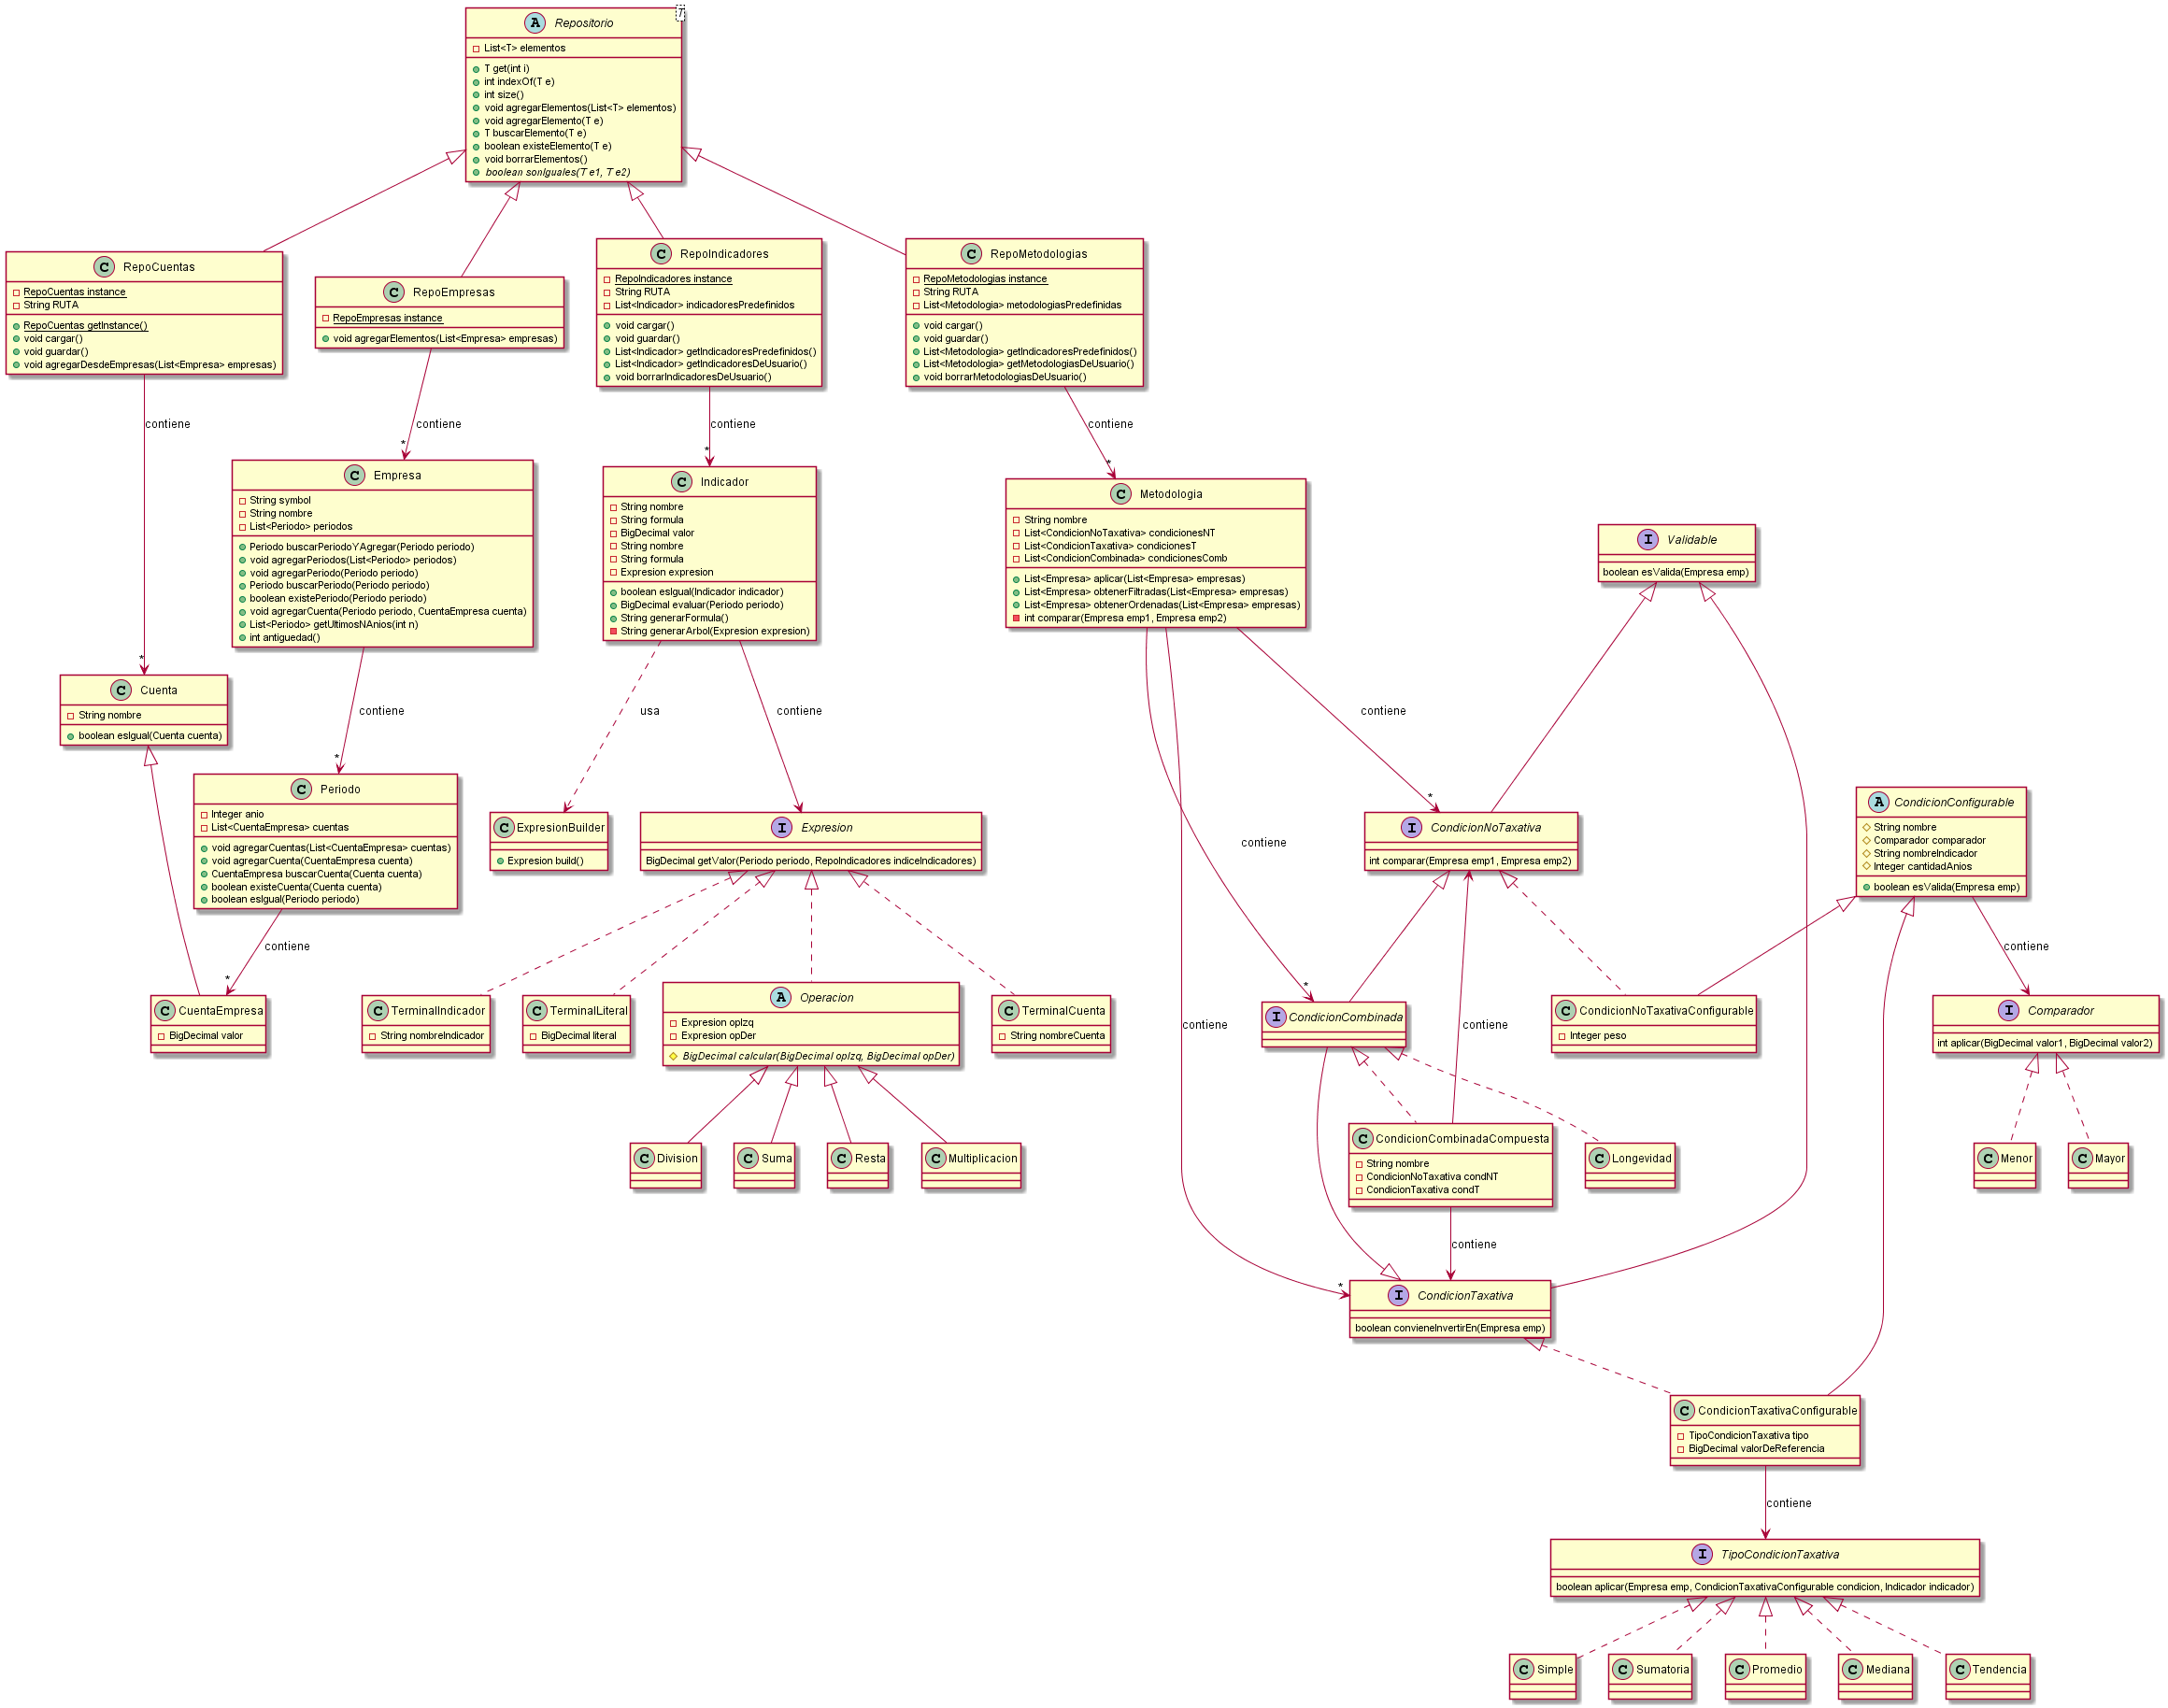 A Repositorio
T
List<T> elementos
T get(int i)
int indexOf(T e)
int size()
void agregarElementos(List<T> elementos)
void agregarElemento(T e)
T buscarElemento(T e)
boolean existeElemento(T e)
void borrarElementos()
boolean sonIguales(T e1, T e2)
C RepoCuentas
RepoCuentas instance
String RUTA
RepoCuentas getInstance()
void cargar()
void guardar()
void agregarDesdeEmpresas(List<Empresa> empresas)
C RepoEmpresas
RepoEmpresas instance
void agregarElementos(List<Empresa> empresas)
C RepoIndicadores
RepoIndicadores instance
String RUTA
List<Indicador> indicadoresPredefinidos
void cargar()
void guardar()
List<Indicador> getIndicadoresPredefinidos()
List<Indicador> getIndicadoresDeUsuario()
void borrarIndicadoresDeUsuario()
C RepoMetodologias
RepoMetodologias instance
String RUTA
List<Metodologia> metodologiasPredefinidas
void cargar()
void guardar()
List<Metodologia> getIndicadoresPredefinidos()
List<Metodologia> getMetodologiasDeUsuario()
void borrarMetodologiasDeUsuario()
contiene
*
contiene
*
contiene
*
contiene
*
C Empresa
String symbol
String nombre
List<Periodo> periodos
Periodo buscarPeriodoYAgregar(Periodo periodo)
void agregarPeriodos(List<Periodo> periodos)
void agregarPeriodo(Periodo periodo)
Periodo buscarPeriodo(Periodo periodo)
boolean existePeriodo(Periodo periodo)
void agregarCuenta(Periodo periodo, CuentaEmpresa cuenta)
List<Periodo> getUltimosNAnios(int n)
int antiguedad()
C Indicador
String nombre
String formula
BigDecimal valor
String nombre
String formula
Expresion expresion
boolean esIgual(Indicador indicador)
BigDecimal evaluar(Periodo periodo)
String generarFormula()
String generarArbol(Expresion expresion)
C Metodologia
String nombre
List<CondicionNoTaxativa> condicionesNT
List<CondicionTaxativa> condicionesT
List<CondicionCombinada> condicionesComb
List<Empresa> aplicar(List<Empresa> empresas)
List<Empresa> obtenerFiltradas(List<Empresa> empresas)
List<Empresa> obtenerOrdenadas(List<Empresa> empresas)
int comparar(Empresa emp1, Empresa emp2)
I Validable
boolean esValida(Empresa emp)
C Cuenta
String nombre
boolean esIgual(Cuenta cuenta)
contiene
*
usa
contiene
contiene
*
contiene
*
contiene
*
C Periodo
Integer anio
List<CuentaEmpresa> cuentas
void agregarCuentas(List<CuentaEmpresa> cuentas)
void agregarCuenta(CuentaEmpresa cuenta)
CuentaEmpresa buscarCuenta(Cuenta cuenta)
boolean existeCuenta(Cuenta cuenta)
boolean esIgual(Periodo periodo)
C ExpresionBuilder
Expresion build()
I Expresion
BigDecimal getValor(Periodo periodo, RepoIndicadores indiceIndicadores)
I CondicionNoTaxativa
int comparar(Empresa emp1, Empresa emp2)
A CondicionConfigurable
String nombre
Comparador comparador
String nombreIndicador
Integer cantidadAnios
boolean esValida(Empresa emp)
contiene
*
contiene
contiene
C CuentaEmpresa
BigDecimal valor
C TerminalIndicador
String nombreIndicador
C TerminalLiteral
BigDecimal literal
A Operacion
Expresion opIzq
Expresion opDer
BigDecimal calcular(BigDecimal opIzq, BigDecimal opDer)
C TerminalCuenta
String nombreCuenta
I CondicionCombinada
C CondicionNoTaxativaConfigurable
Integer peso
I Comparador
int aplicar(BigDecimal valor1, BigDecimal valor2)
C Division
C Suma
C Resta
C Multiplicacion
C CondicionCombinadaCompuesta
String nombre
CondicionNoTaxativa condNT
CondicionTaxativa condT
C Longevidad
C Menor
C Mayor
contiene
I CondicionTaxativa
boolean convieneInvertirEn(Empresa emp)
C CondicionTaxativaConfigurable
TipoCondicionTaxativa tipo
BigDecimal valorDeReferencia
contiene
I TipoCondicionTaxativa
boolean aplicar(Empresa emp, CondicionTaxativaConfigurable condicion, Indicador indicador)
C Simple
C Sumatoria
C Promedio
C Mediana
C Tendencia